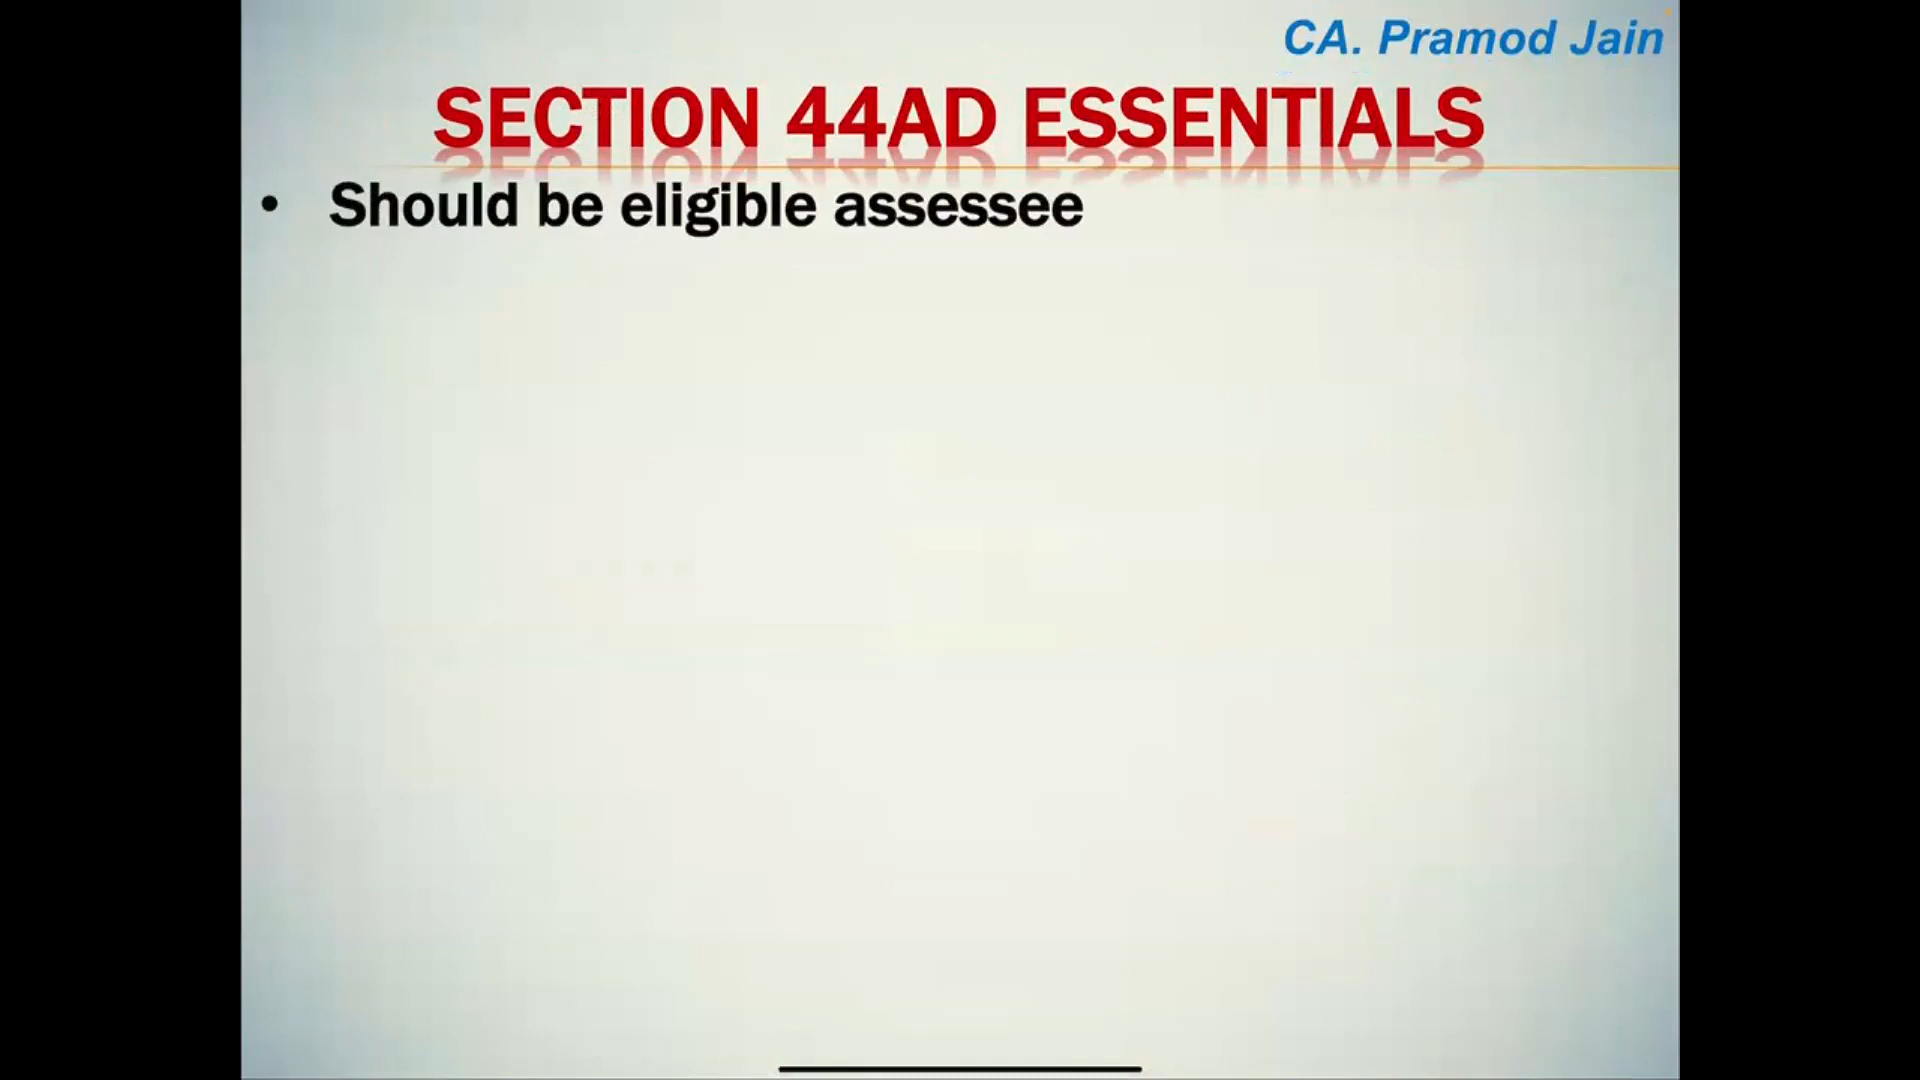 CA. Pramod Jain
SECTION 44AD ESSENTIALS
• Should be eligible assessee